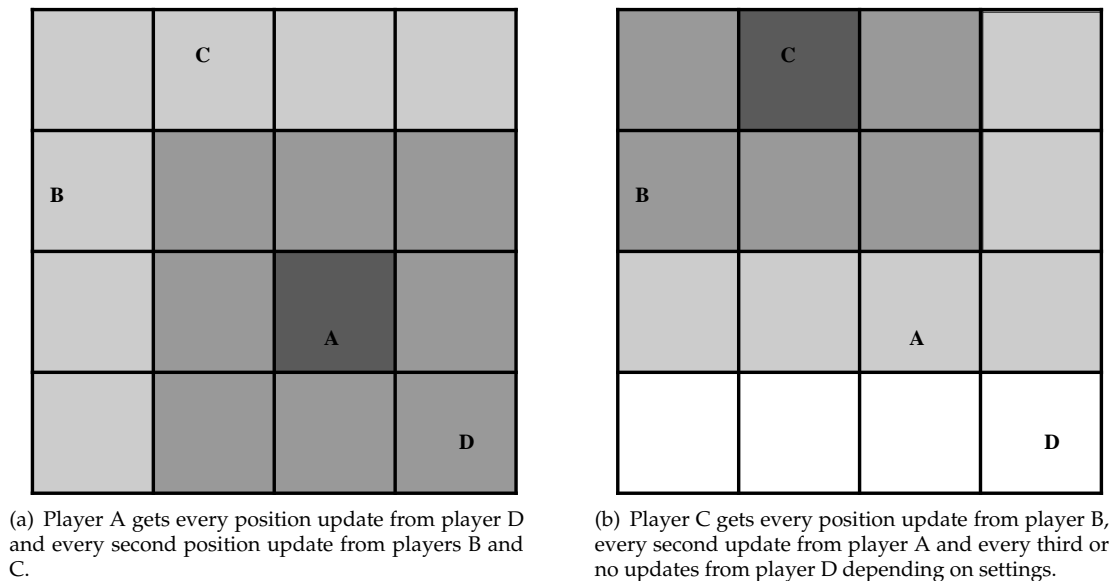 C
B
A
D
(a) Player A gets every position update from player D
and every second position update from players B and
C.
C
B
A
D
(b) Player C gets every position update from player B,
every second update from player A and every third or
no updates from player D depending on settings.